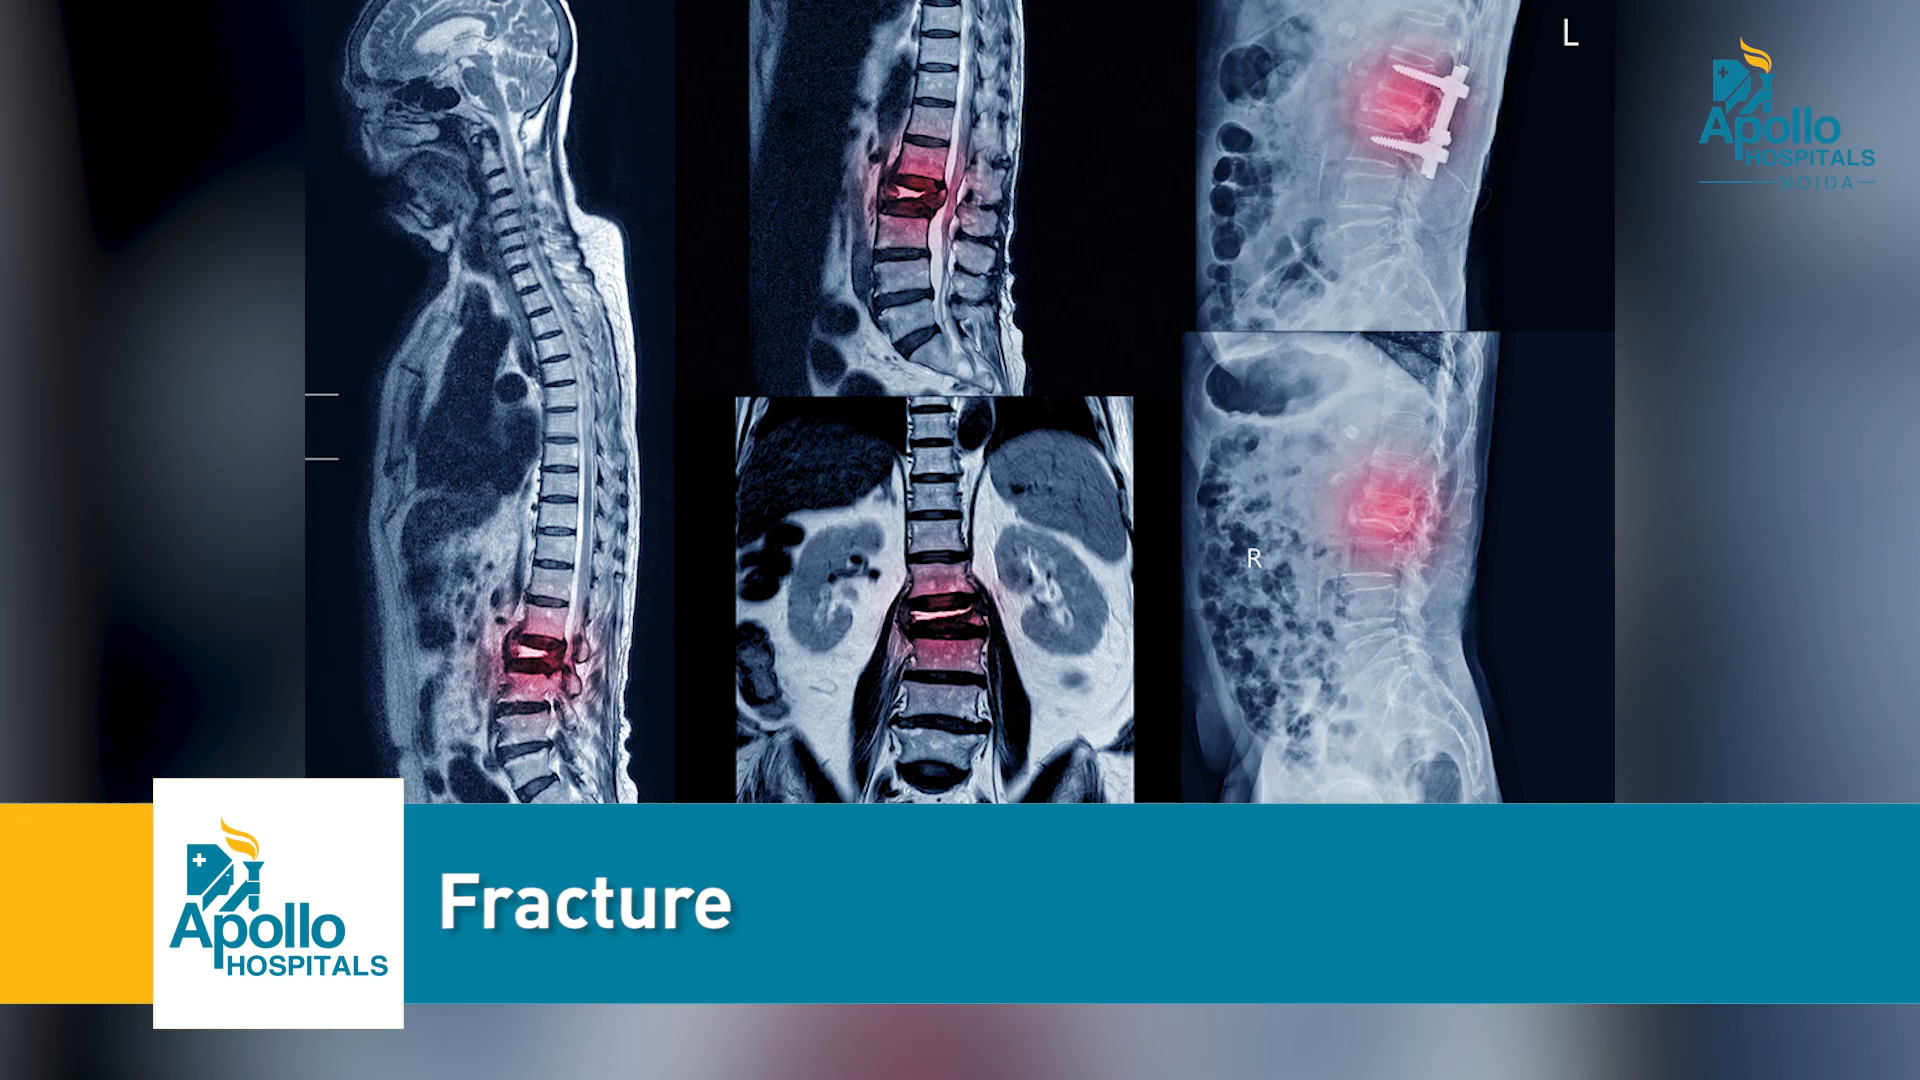 L
Apollo
HOSPITALS
NOIDA
R
Fracture
Apollo
HOSPITALS